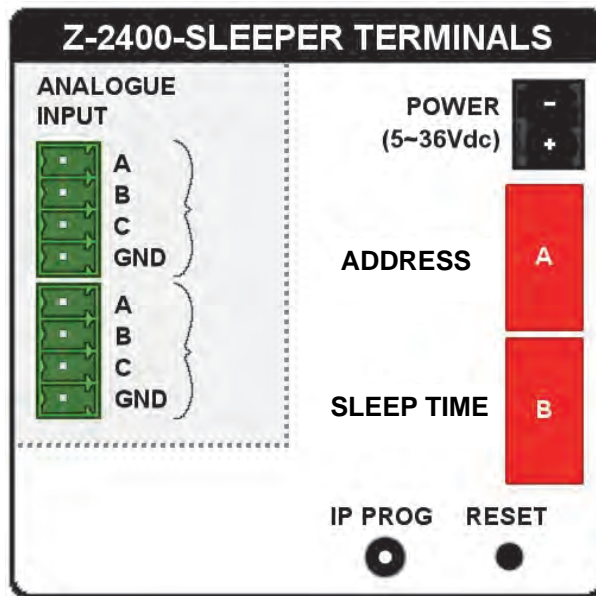 Z-2400-SLEEPER TERMINALS
ANALOGUE
INPUT
A
B
C
GND
A
B
C
GND
POWER
(5~36Vdc)
-
+
ADDRESS
A
SLEEP TIME
B
IP PROG
RESET